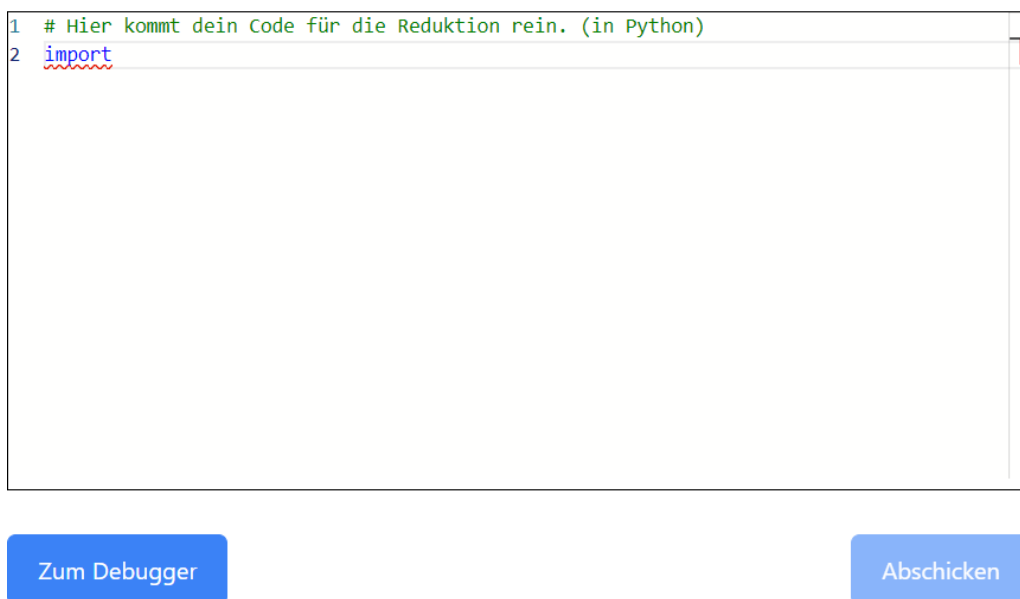 1 # Hier kommt dein Code für die Reduktion rein. (in Python)
2 import
Zum Debugger
Abschicken